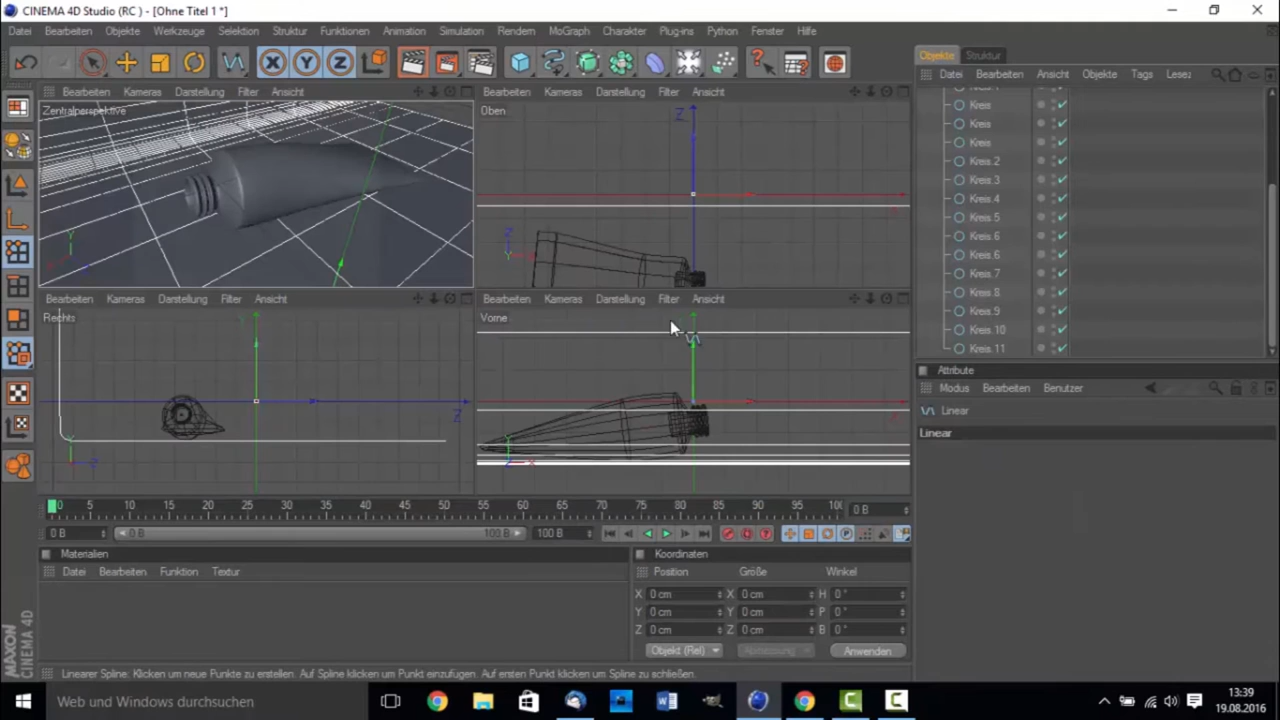 CINEMA 4D Studio (RC ) - [Ohne Titel 1 *]
Datei Bearbeiten Objekte Werkzeuge Selektion Struktur Funktionen Animation Simulation Rendern MoGraph Charakter Plug-ins Python Fenster Hilfe
X Y Z
Objekte Struktur
Datei Bearbeiten Ansicht Objekte Tags Lesez
Bearbeiten Kameras Darstellung Filter Ansicht
Bearbeiten Kameras Darstellung Filter Ansicht
Zentralperspektive
Oben
Z
Kreis
Kreis
Kreis
Kreis.2
Kreis.3
Kreis.4
Kreis.5
Kreis.6
Kreis.6
Kreis.7
Kreis.8
Kreis.9
Kreis.10
Kreis.11
Bearbeiten Kameras Darstellung Filter Ansicht
Bearbeiten Kameras Darstellung Filter Ansicht
Rechts
Vorne
Attribute
Modus Bearbeiten Benutzer
Linear
Linear
0 5 10 15 20 25 30 35 40 45 50 55 60 65 70 75 80 85 90 95 100
0 B
0 B 0 B 100 B 100 B
Materialien
Datei Bearbeiten Funktion Textur
Koordinaten
Position Größe Winkel
X 0 cm X 0 cm H 0 °
Y 0 cm Y 0 cm P 0 °
Z 0 cm Z 0 cm B 0 °
Objekt (Rel) Abmessung Anwenden
MAXON
CINEMA 4D
Linearer Spline: Klicken um neue Punkte zu erstellen. Auf Spline klicken um Punkt einzufügen. Auf ersten Punkt klicken um Spline zu schließen.
Web und Windows durchsuchen
13:39
19.08.2016